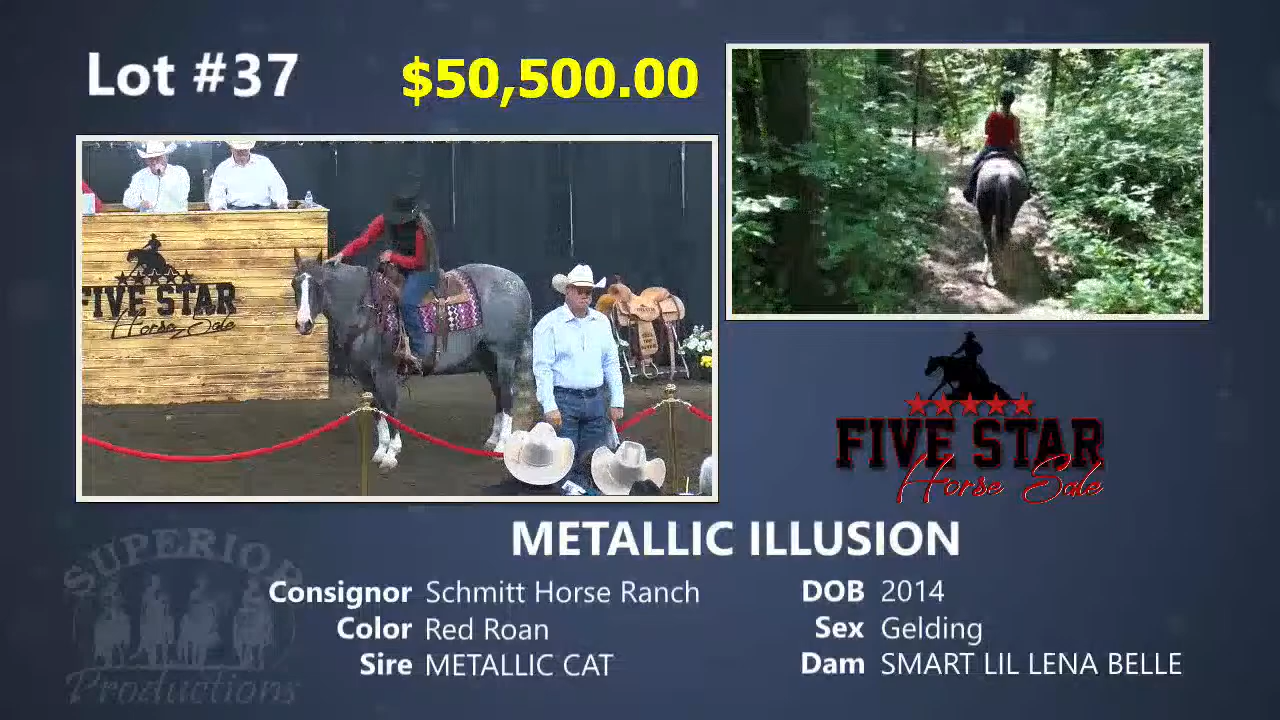 Lot #37
$50,500.00
FIVE STAR
Horse Sale
FIVE STAR
Horse Sale
METALLIC ILLUSION
Consignor Schmitt Horse Ranch
Color Red Roan
Sire METALLIC CAT
DOB 2014
Sex Gelding
Dam SMART LIL LENA BELLE
SUPERIOR
Productions